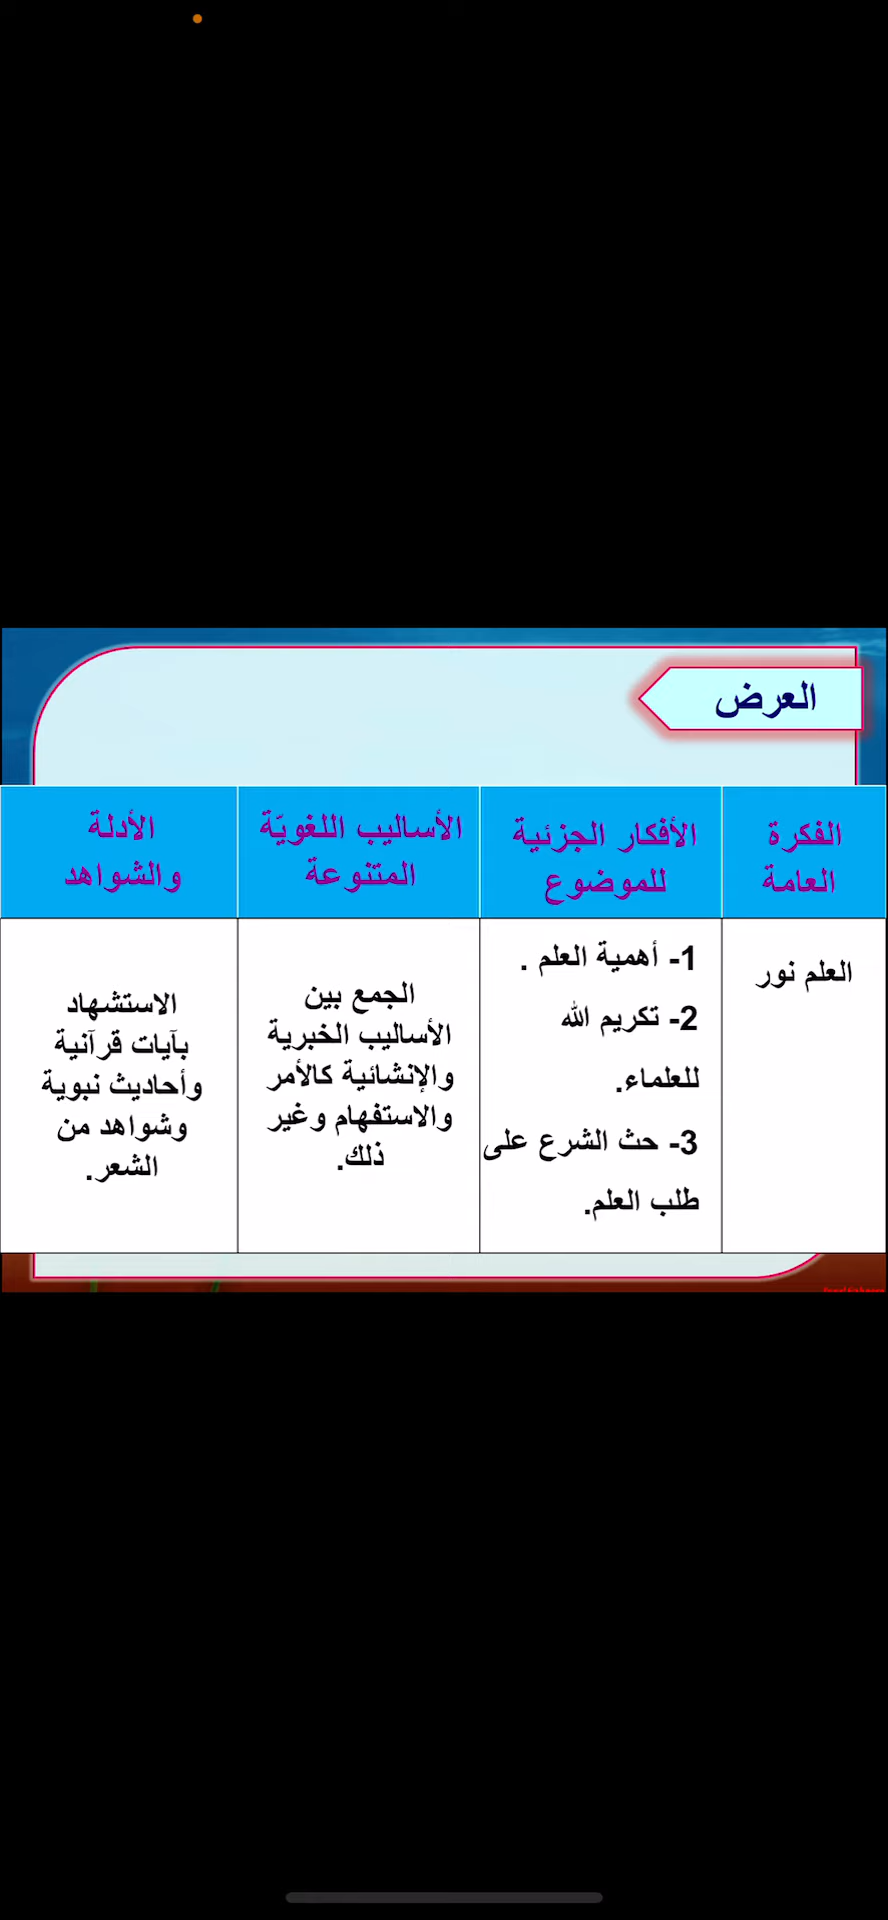 العرض
الفكرة
العامة
الأفكار الجزئية
للموضوع
الأساليب اللغويّة
المتنوعة
الأدلة
والشواهد
العلم نور
1- أهمية العلم .
2- تكريم الله
للعلماء.
3- حث الشرع على
طلب العلم.
الجمع بين
الأساليب الخبرية
والإنشائية كالأمر
والاستفهام وغير
ذلك.
الاستشهاد
بآيات قرآنية
وأحاديث نبوية
وشواهد من
الشعر.